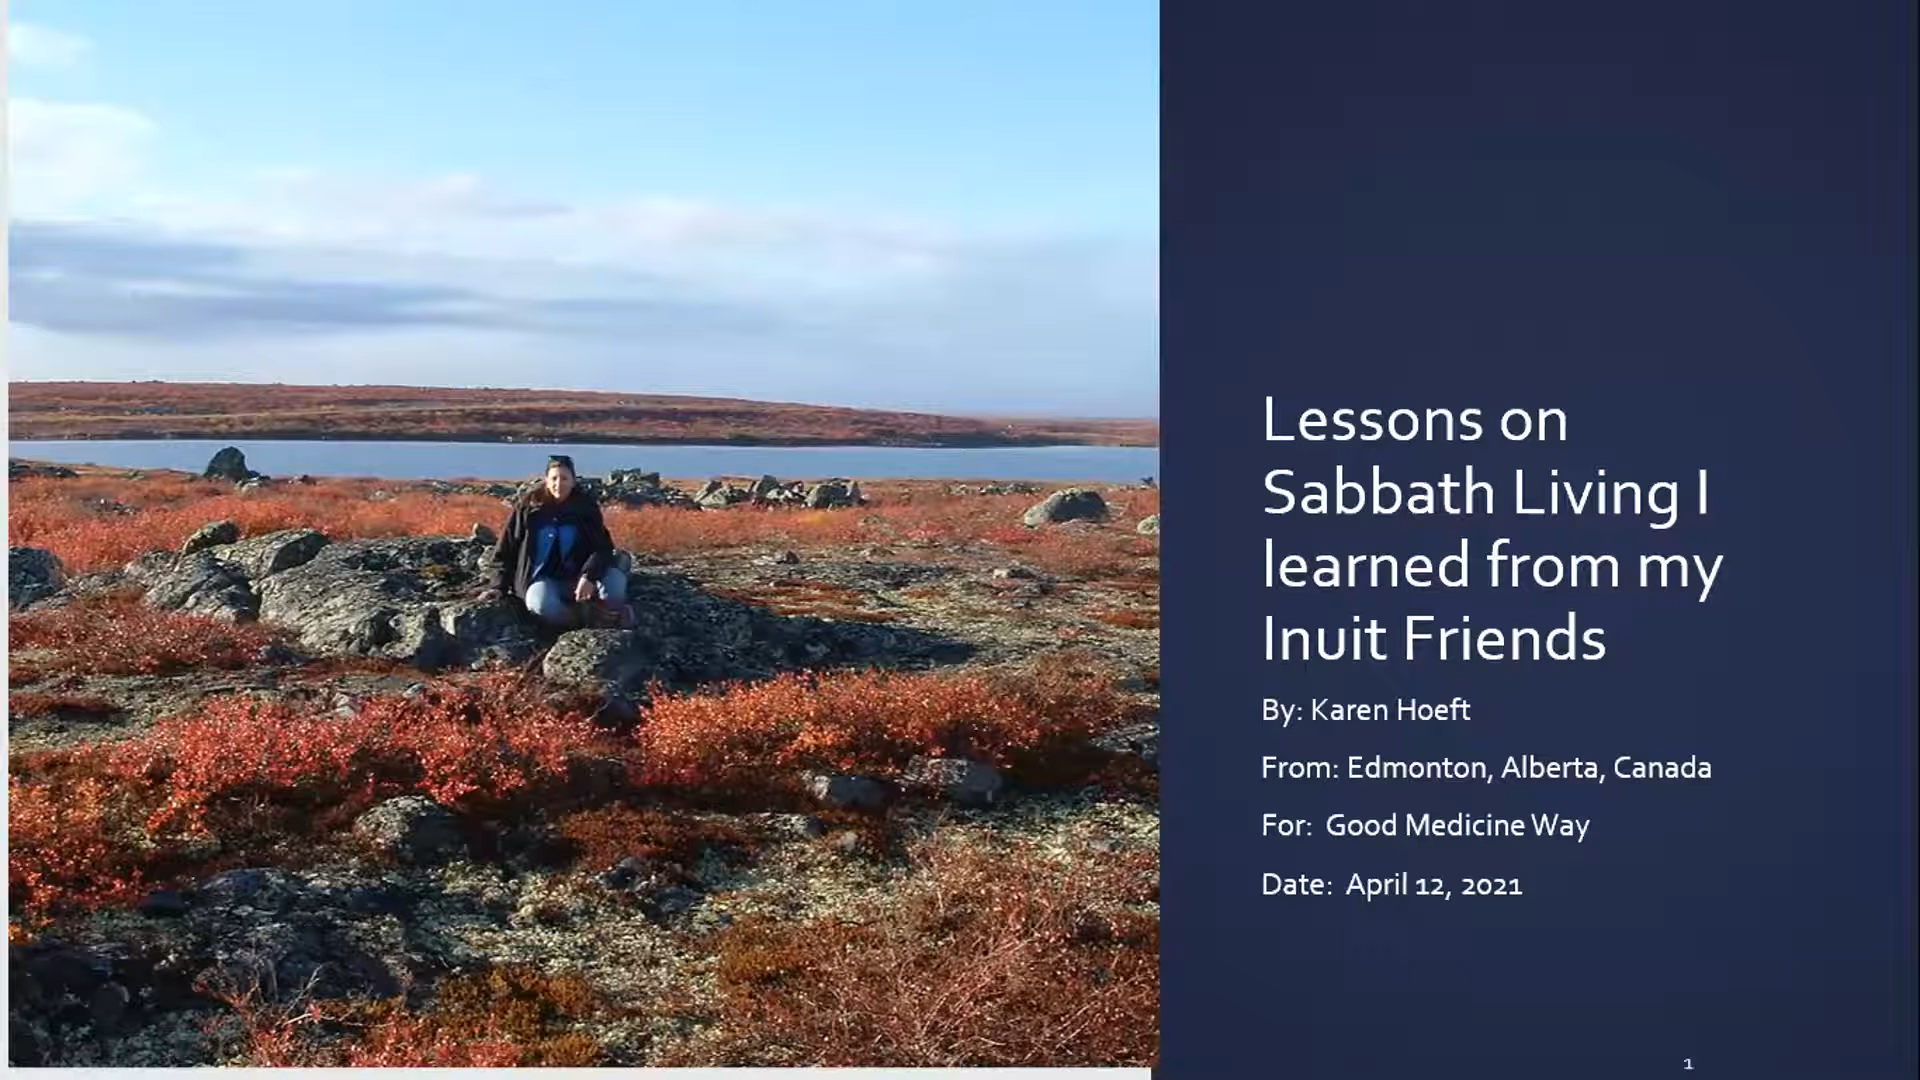 Lessons on
Sabbath Living I
learned from my
Inuit Friends
By: Karen Hoeft
From: Edmonton, Alberta, Canada
For: Good Medicine Way
Date: April 12, 2021
1